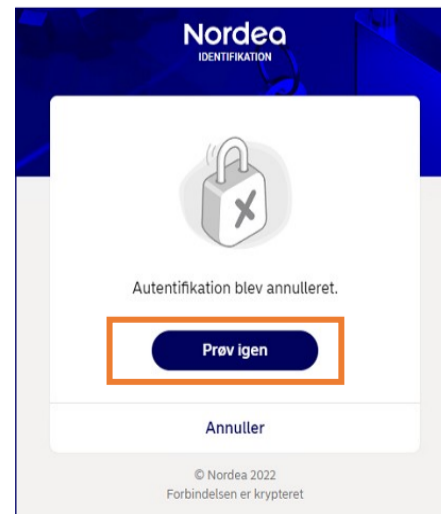 Nordea
IDENTIFIKATION
Autentifikation blev annulleret.
Prøv igen
Annuller
© Nordea 2022
Forbindelsen er krypteret